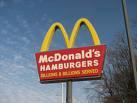 McDonald's
HAMBURGERS
BILLIONS & BILLIONS SERVED